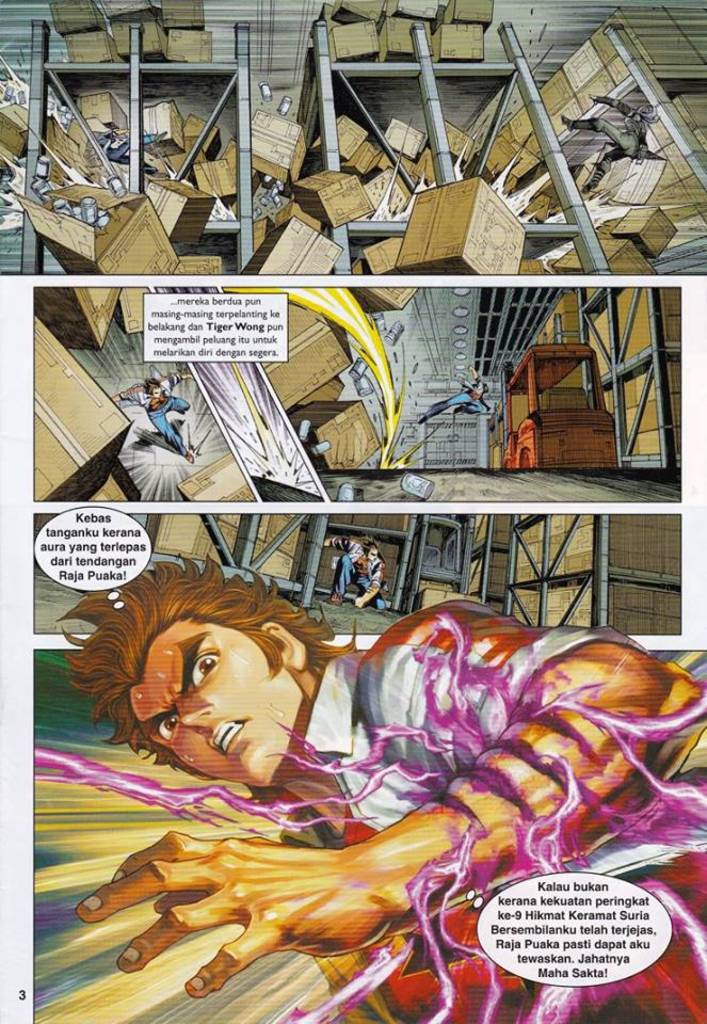 ...mereka berdua pun
masing-masing terpelanting ke
belakang dan Tiger Wong pun
mengambil peluang itu untuk
melarikan diri dengan segera.
Kebas
tanganku kerana
aura yang terlepas
dari tendangan
Raja Puaka!
Kalau bukan
kerana kekuatan peringkat
ke-9 Hikmat Keramat Suria
Bersembilanku telah terjejas,
Raja Puaka pasti dapat aku
tewaskan. Jahatnya
Maha Sakta!
3